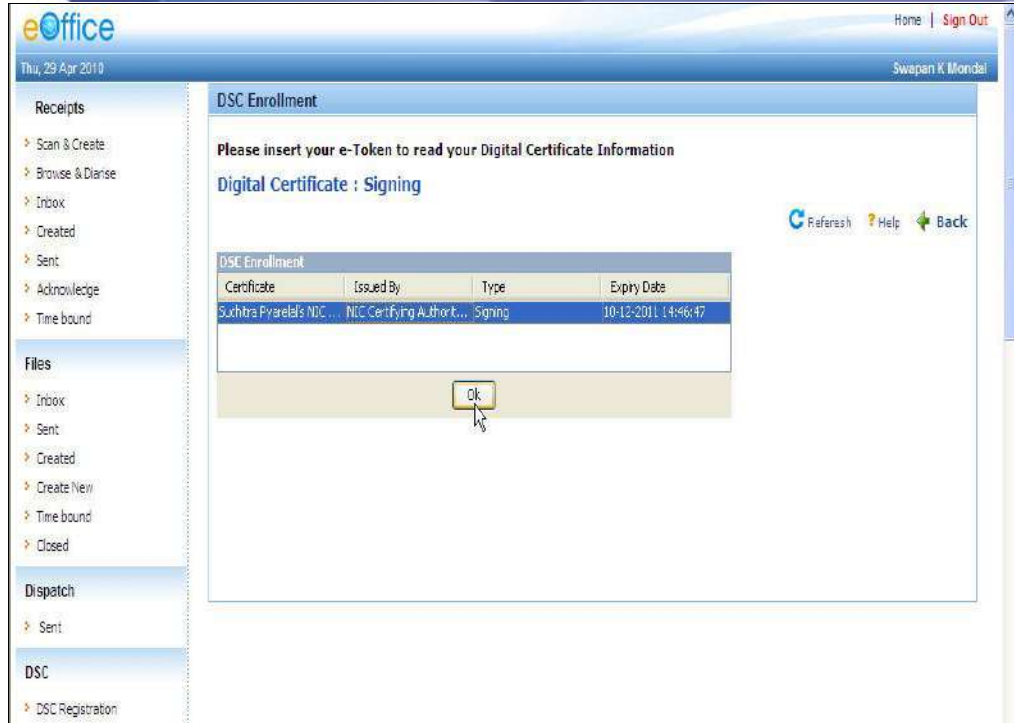 eOffice
Home | Sign Out
Thu, 29 Apr 2010
Swapan K Mondal
Receipts
Scan & Create
Browse & Diarise
Inbox
Created
Sent
Acknowledge
Time bound
Files
Inbox
Sent
Created
Create New
Time bound
Closed
Dispatch
Sent
DSC
DSC Registration
DSC Enrollment
Please insert your e-Token to read your Digital Certificate Information
Digital Certificate : Signing
Referesh ? Help Back
DSC Enrollment
Certificate Issued By Type Expiry Date
Suchitra Pyarelal's NIC ... NIC Certifying Authorit... Signing 10-12-2011 14:46:47
Ok